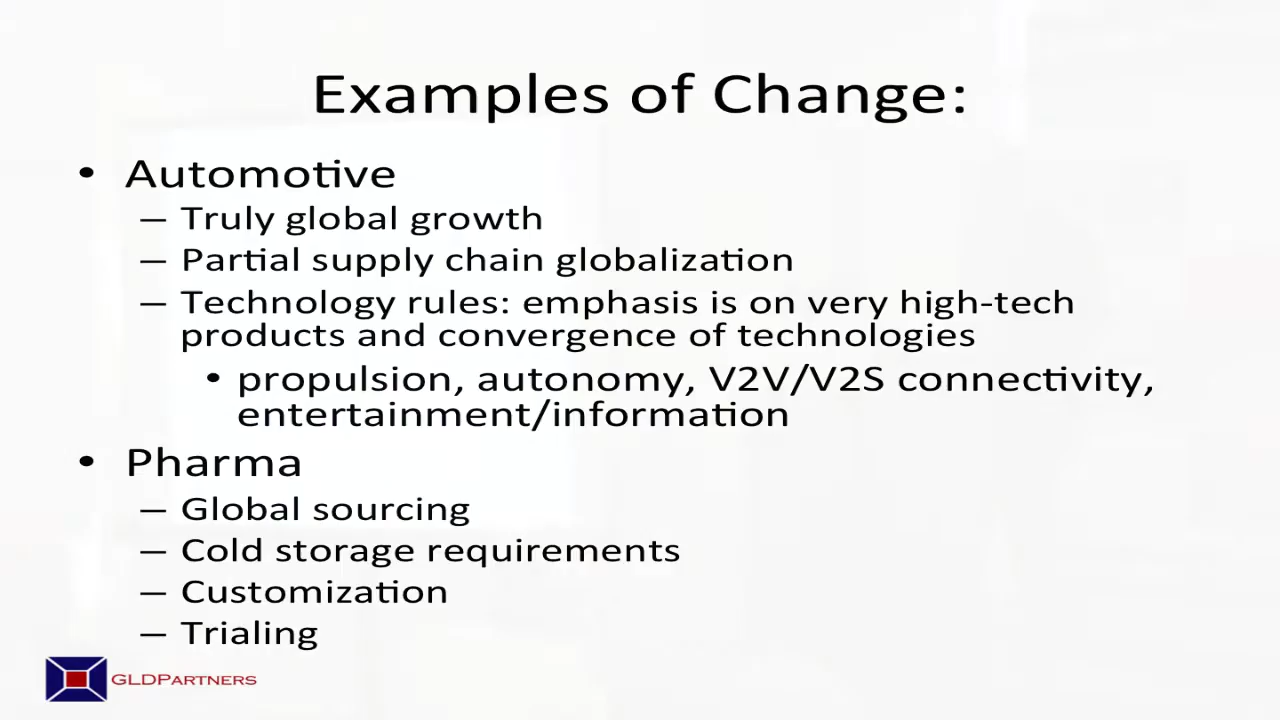 Examples of Change:
• Automotive
– Truly global growth
– Partial supply chain globalization
– Technology rules: emphasis is on very high-tech
products and convergence of technologies
• propulsion, autonomy, V2V/V2S connectivity,
entertainment/information
• Pharma
– Global sourcing
– Cold storage requirements
– Customization
– Trialing
GLDPARTNERS